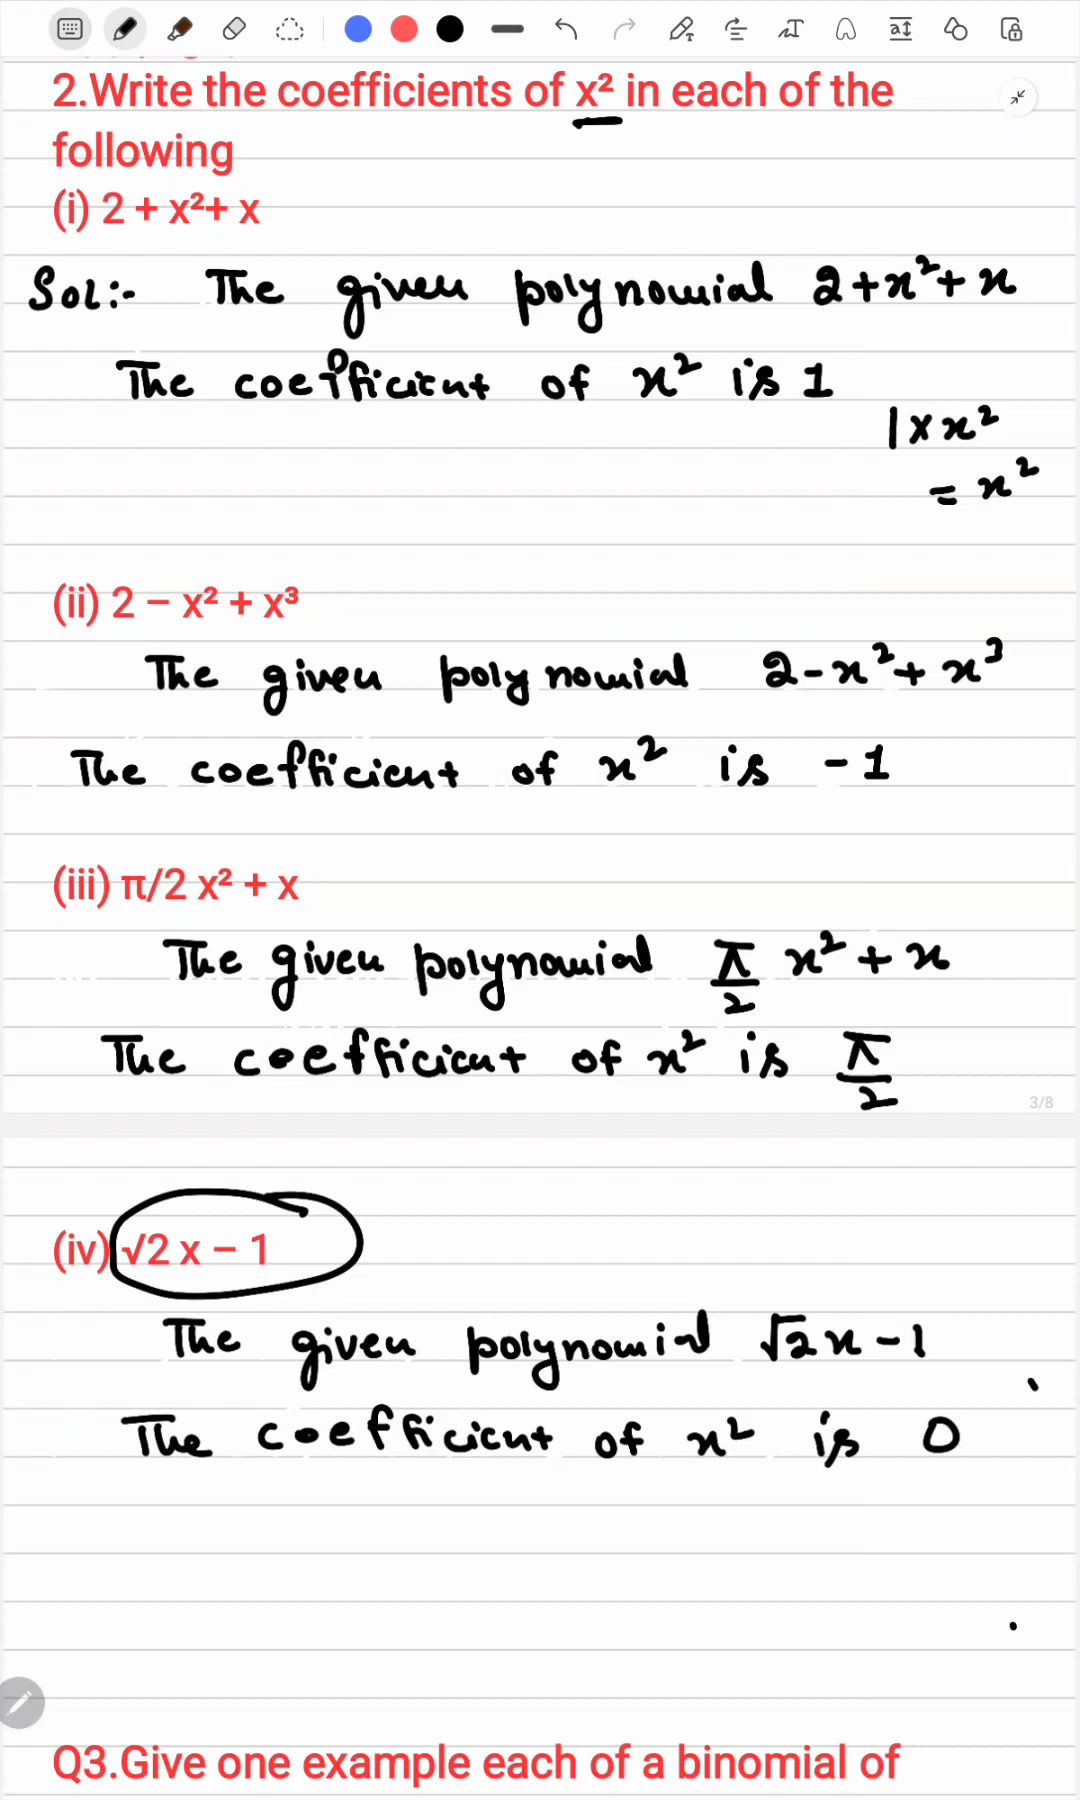 2.Write the coefficients of x² in each of the
following
(i) 2 + x²+ x
Sol:- The given polynomial 2+x²+x
The coefficient of x² is 1
1×x²
= x²
(ii) 2 – x² + x³
The given polynomial 2-x²+x³
The coefficient of x² is -1
(iii) π/2 x² + x
The given polynomial π/2 x²+x
The coefficient of x² is π/2
3/8
(iv) √2 x – 1
The given polynomial √2x-1
The coefficient of x² is 0
Q3.Give one example each of a binomial of